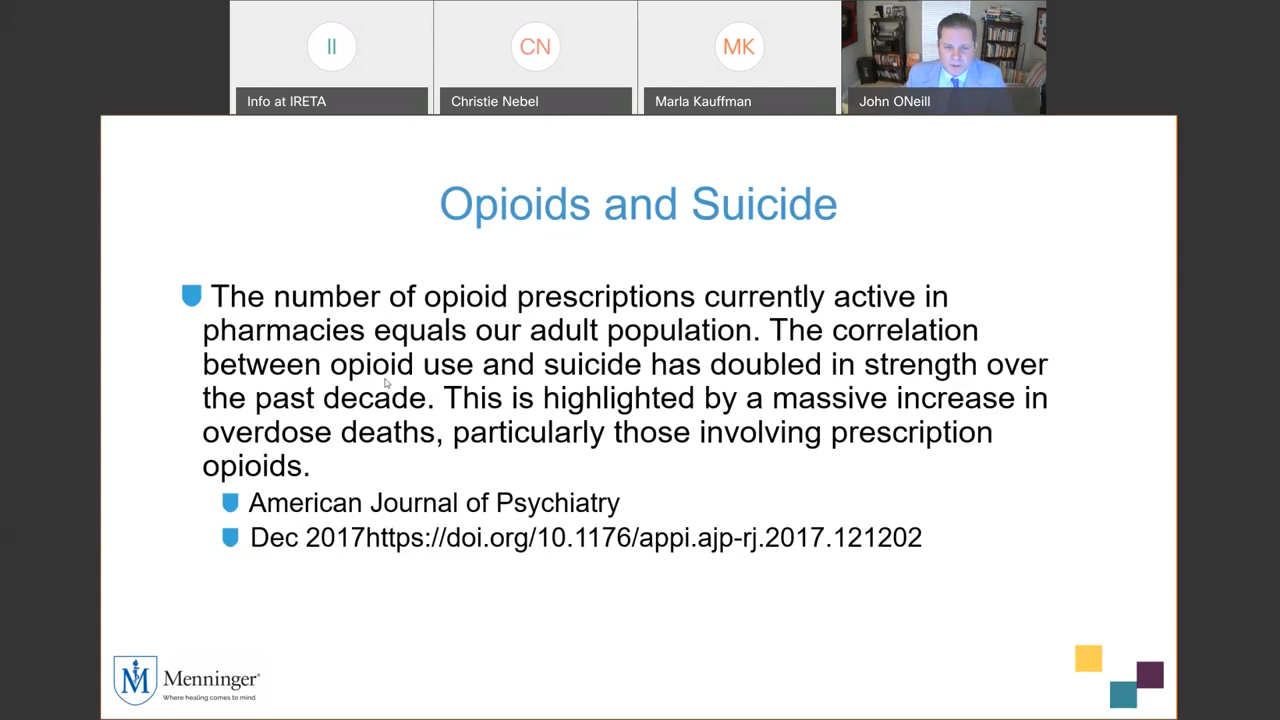 II
CN
MK
Info at IRETA
Christie Nebel
Marla Kauffman
John ONeill
Opioids and Suicide
The number of opioid prescriptions currently active in
pharmacies equals our adult population. The correlation
between opioid use and suicide has doubled in strength over
the past decade. This is highlighted by a massive increase in
overdose deaths, particularly those involving prescription
opioids.
American Journal of Psychiatry
Dec 2017https://doi.org/10.1176/appi.ajp-rj.2017.121202
M
Menninger®
Where healing comes to mind